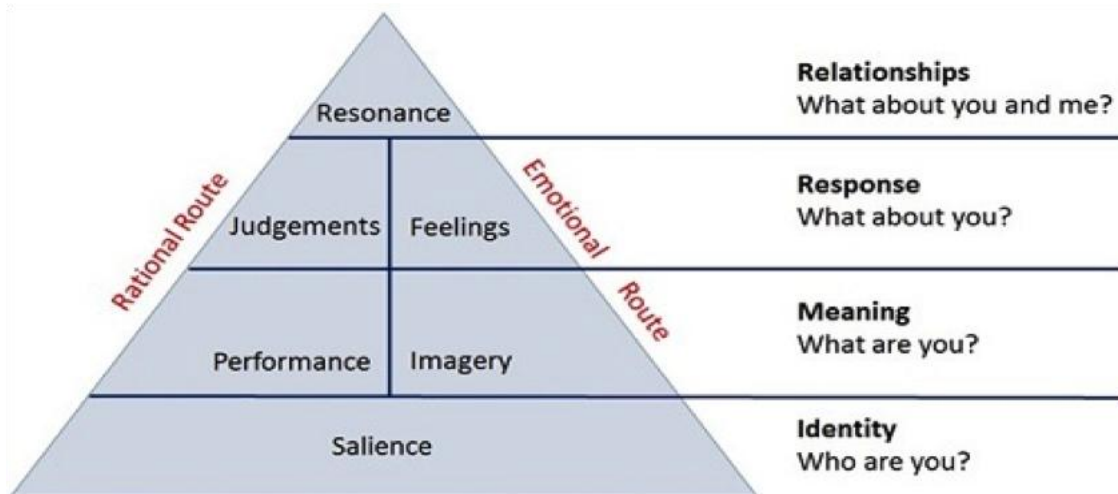 Resonance
Relationships
What about you and me?
Rational Route
Emotional Route
Judgements
Feelings
Response
What about you?
Performance
Imagery
Meaning
What are you?
Salience
Identity
Who are you?